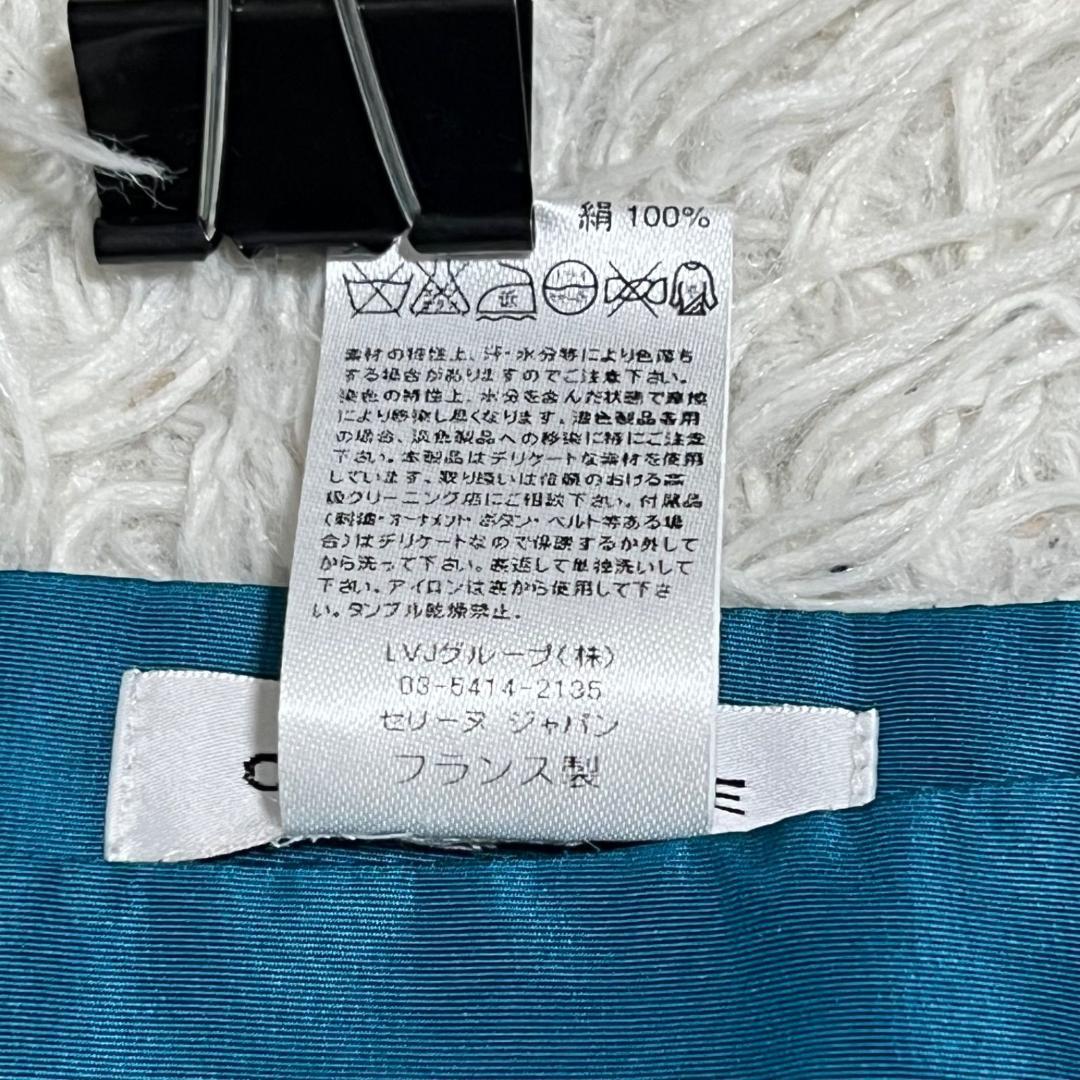 絹 100%
素材の特性上、汗・水分等により色落ち
する場合がありますのでご注意下さい。
染色の特性上、水分を含んだ状態で摩擦
により移染し易くなります。濃色製品着用
の場合、淡色製品への移染に特にご注意
下さい。本製品はデリケートな素材を使用
しています。取り扱いは信頼のおける高
級クリーニング店にご相談下さい。付属品
(刺繍・オーナメント・ボタン・ベルト等ある場
合)はデリケートなので保護するか外して
から洗って下さい。裏返して単独洗いして
下さい。アイロンは裏から使用して下さ
い。タンブル乾燥禁止。
LVJグループ(株)
03-5414-2135
セリーヌ ジャパン
フランス製
C E